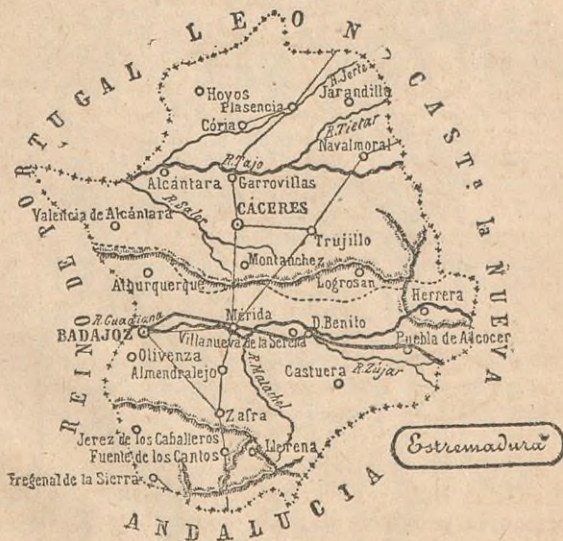 REINO DE PORTUGAL
LEON
CAST.ª la NUEVA
ANDALUCIA
R. Jerte
Hoyos
Jarandilla
Plasencia
Cória
R. Tietar
Navalmoral
R. Tajo
Alcántara
Garrovillas
R. Salor
CÁCERES
Valencia de Alcántara
Trujillo
Montanchez
Alburquerque
Logrosan
Herrera
Mérida
R. Guadiana
D. Benito
BADAJOZ
Villanueva de la Serena
Puebla de Alcocer
Olivenza
R. Matachel
R. Zújar
Almendralejo
Castuera
Zafra
Estremadura
Jerez de los Caballeros
Llerena
Fuente de los Cantos
Fregenal de la Sierra